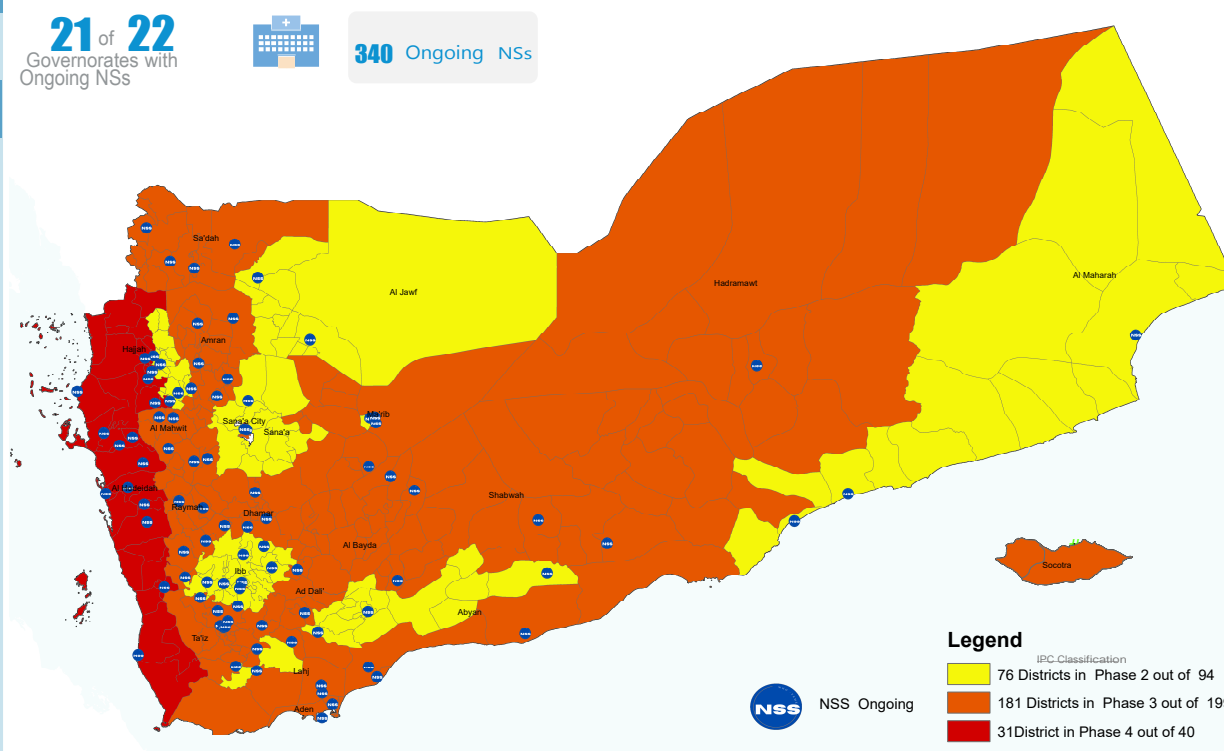 21 of 22
Governorates with
Ongoing NSs
340 Ongoing NSs
Sa'dah
Al Jawf
Hadramawt
Al Maharah
Hajjah
Amran
Ma'rib
Sana'a City
Sana'a
Al Mahwit
Al Hodeidah
Raymah
Dhamar
Shabwah
Al Bayda
Ibb
Ad Dali'
Abyan
Ta'iz
Lahj
Aden
Socotra
NSS
NSS Ongoing
Legend
IPC Classification
76 Districts in Phase 2 out of 94
181 Districts in Phase 3 out of
31District in Phase 4 out of 40